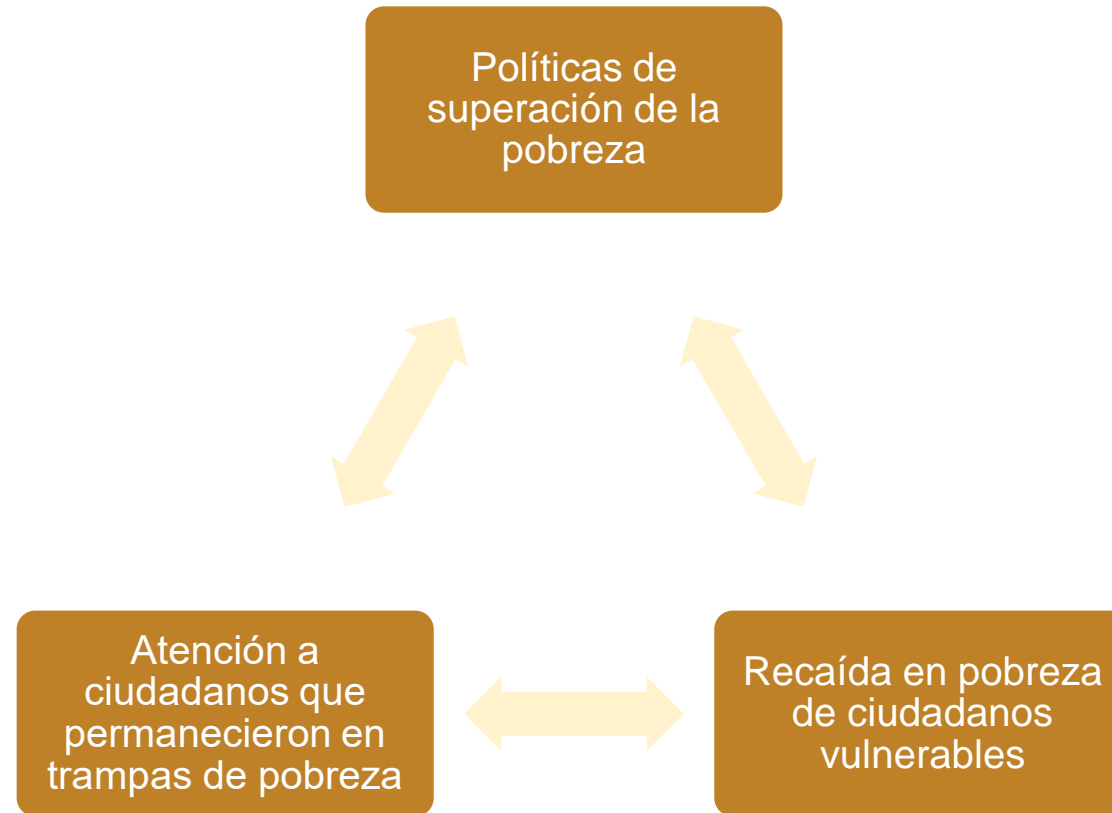 Políticas de
superación de la
pobreza
Atención a
ciudadanos que
permanecieron en
trampas de pobreza
Recaída en pobreza
de ciudadanos
vulnerables